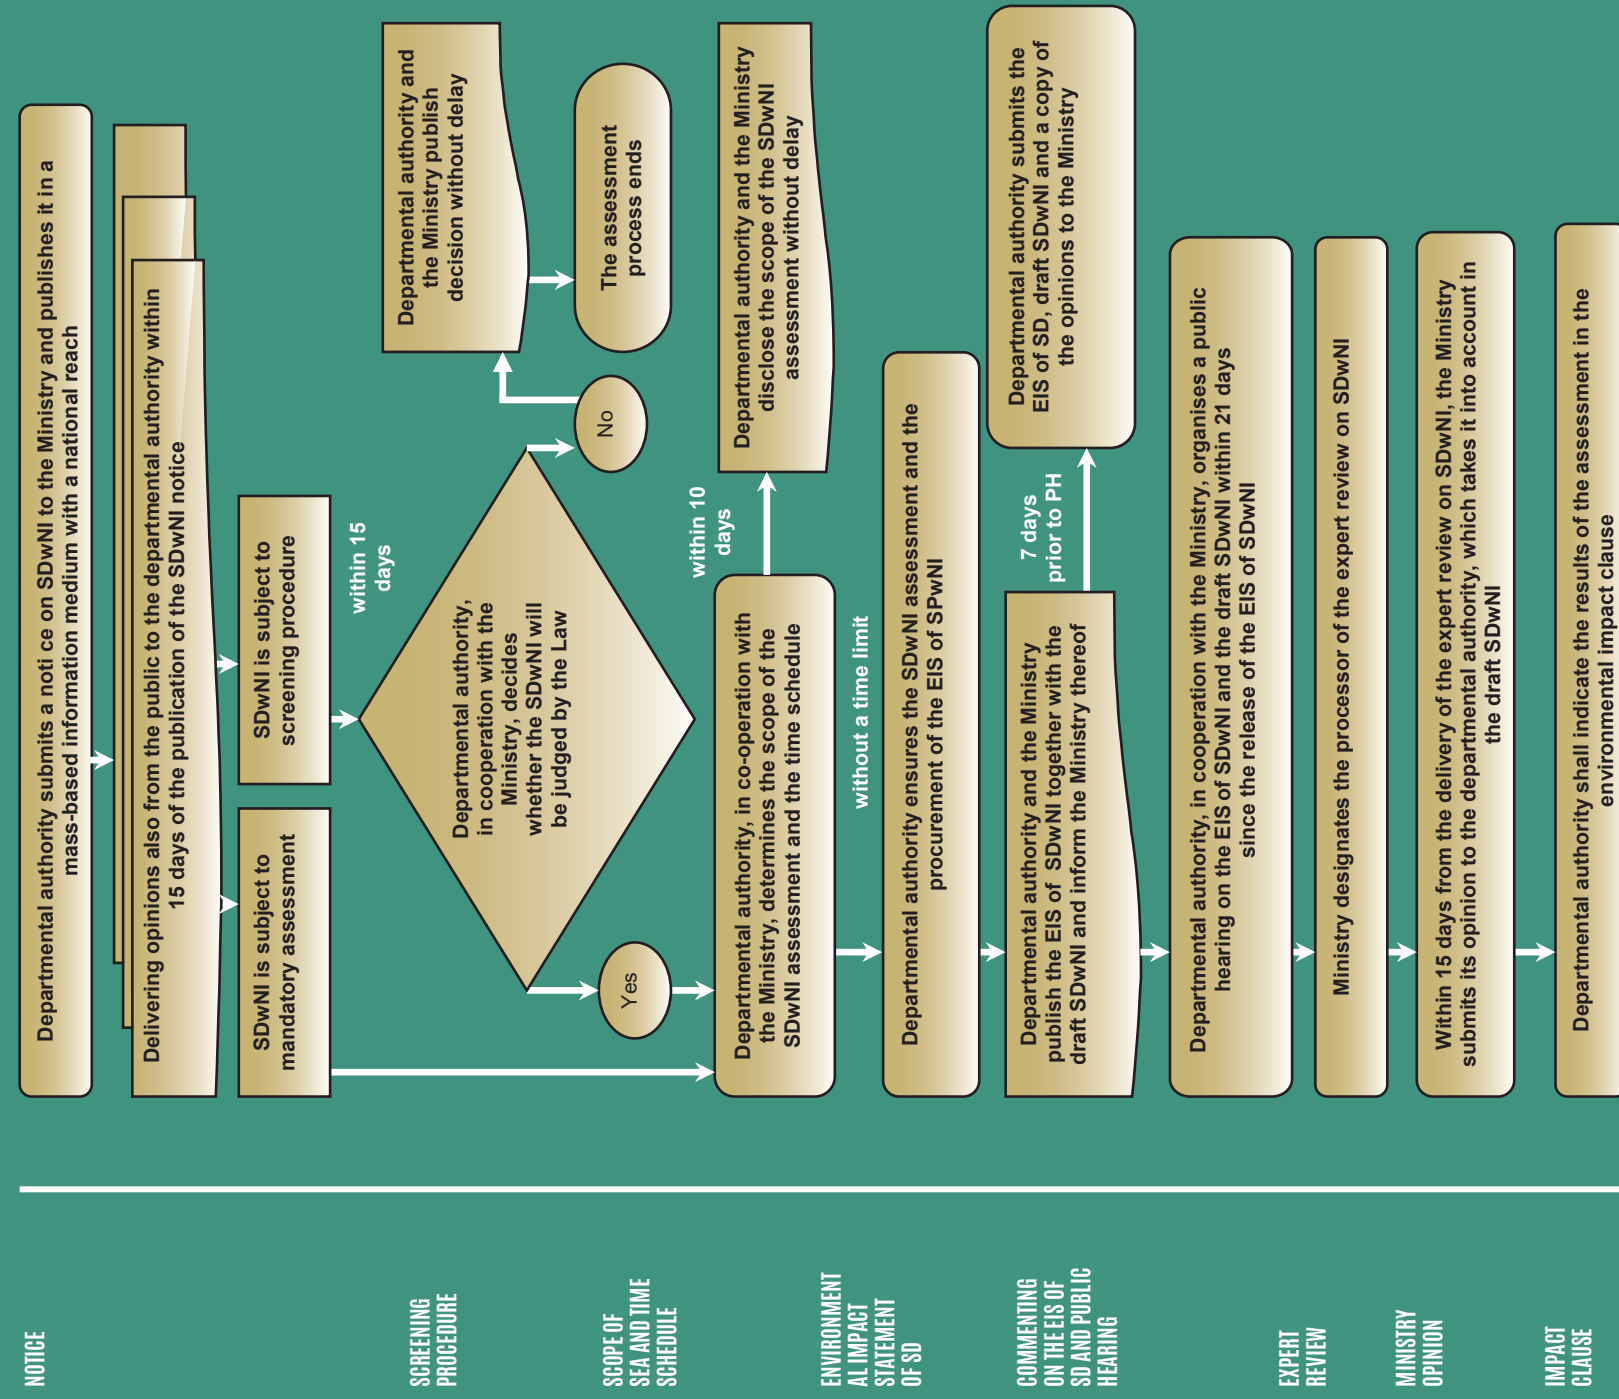 NOTICE
Departmental authority submits a noti ce on SDwNI to the Ministry and publishes it in a
mass-based information medium with a national reach
Delivering opinions also from the public to the departmental authority within
15 days of the publication of the SDwNI notice
SDwNI is subject to
mandatory assessment
SDwNI is subject to
screening procedure
SCREENING
PROCEDURE
within 15
days
Departmental authority,
in cooperation with the
Ministry, decides
whether the SDwNI will
be judged by the Law
No
Departmental authority and
the Ministry publish
decision without delay
The assessment
process ends
Yes
SCOPE OF
SEA AND TIME
SCHEDULE
Departmental authority, in co-operation with
the Ministry, determines the scope of the
SDwNI assessment and the time schedule
within 10
days
Departmental authority and the Ministry
disclose the scope of the SDwNI
assessment without delay
ENVIRONMENT
AL IMPACT
STATEMENT
OF SD
without a time limit
Departmental authority ensures the SDwNI assessment and the
procurement of the EIS of SPwNI
COMMENTING
ON THE EIS OF
SD AND PUBLIC
HEARING
Departmental authority and the Ministry
publish the EIS of SDwNI together with the
draft SDwNI and inform the Ministry thereof
7 days
prior to PH
Departmental authority submits the
EIS of SD, draft SDwNI and a copy of
the opinions to the Ministry
Departmental authority, in cooperation with the Ministry, organises a public
hearing on the EIS of SDwNI and the draft SDwNI within 21 days
since the release of the EIS of SDwNI
EXPERT
REVIEW
Ministry designates the processor of the expert review on SDwNI
MINISTRY
OPINION
Within 15 days from the delivery of the expert review on SDwNI, the Ministry
submits its opinion to the departmental authority, which takes it into account in
the draft SDwNI
IMPACT
CLAUSE
Departmental authority shall indicate the results of the assessment in the
environmental impact clause